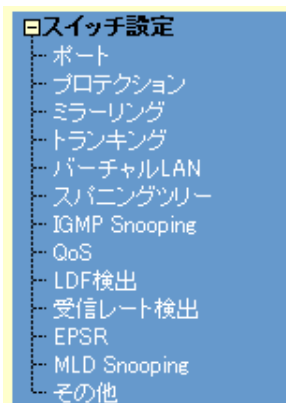 スイッチ設定
ポート
プロテクション
ミラーリング
トランキング
バーチャルLAN
スパニングツリー
IGMP Snooping
QoS
LDF検出
受信レート検出
EPSR
MLD Snooping
その他